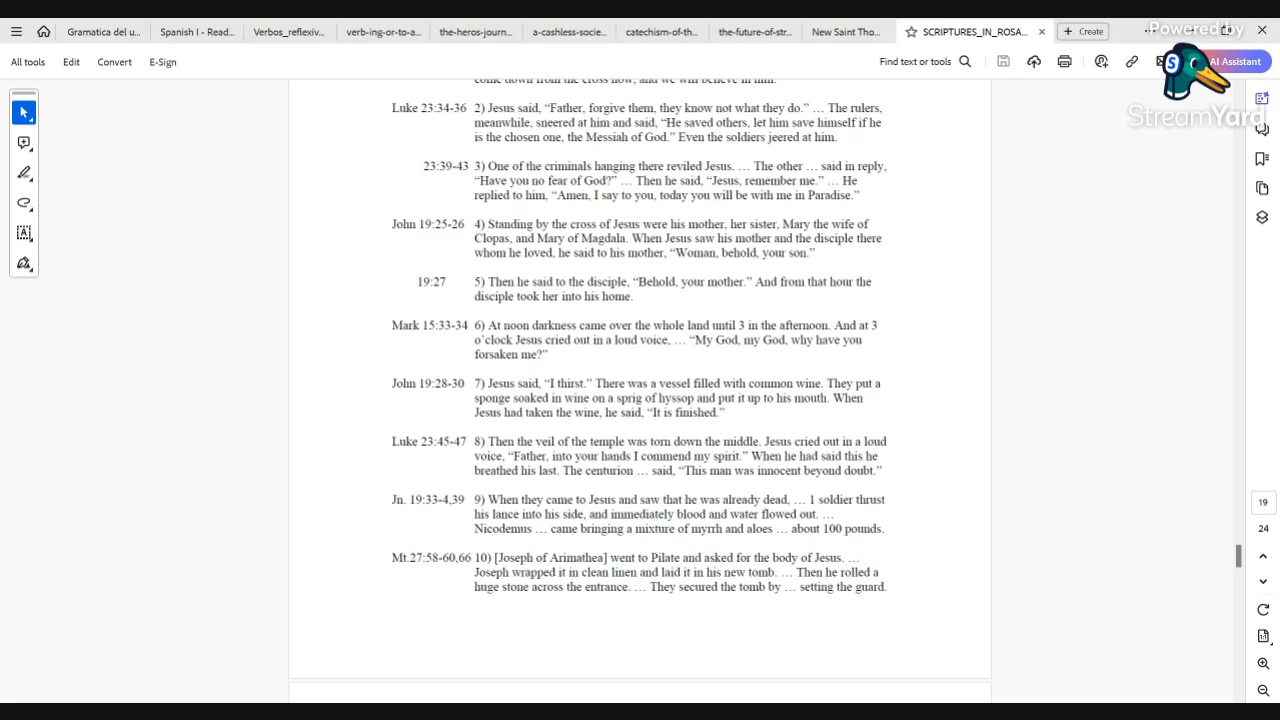 Gramatica del u...
Spanish I - Read...
Verbos_reflexiv...
verb-ing-or-to-a...
the-heros-journ...
a-cashless-socie...
catechism-of-th...
the-future-of-str...
New Saint Tho...
SCRIPTURES_IN_ROSA...
Create
Powered by
All tools
Edit
Convert
E-Sign
Find text or tools
AI Assistant
S
StreamYard
come down from the cross now, and we will believe in him.
Luke 23:34-36 2) Jesus said, “Father, forgive them, they know not what they do.” … The rulers,
meanwhile, sneered at him and said, “He saved others, let him save himself if he
is the chosen one, the Messiah of God.” Even the soldiers jeered at him.
23:39-43 3) One of the criminals hanging there reviled Jesus. … The other … said in reply,
“Have you no fear of God?” … Then he said, “Jesus, remember me.” … He
replied to him, “Amen, I say to you, today you will be with me in Paradise.”
John 19:25-26 4) Standing by the cross of Jesus were his mother, her sister, Mary the wife of
Clopas, and Mary of Magdala. When Jesus saw his mother and the disciple there
whom he loved, he said to his mother, “Woman, behold, your son.”
19:27 5) Then he said to the disciple, “Behold, your mother.” And from that hour the
disciple took her into his home.
Mark 15:33-34 6) At noon darkness came over the whole land until 3 in the afternoon. And at 3
o’clock Jesus cried out in a loud voice, … “My God, my God, why have you
forsaken me?”
John 19:28-30 7) Jesus said, “I thirst.” There was a vessel filled with common wine. They put a
sponge soaked in wine on a sprig of hyssop and put it up to his mouth. When
Jesus had taken the wine, he said, “It is finished.”
Luke 23:45-47 8) Then the veil of the temple was torn down the middle. Jesus cried out in a loud
voice, “Father, into your hands I commend my spirit.” When he had said this he
breathed his last. The centurion … said, “This man was innocent beyond doubt.”
Jn. 19:33-4,39 9) When they came to Jesus and saw that he was already dead, … 1 soldier thrust
his lance into his side, and immediately blood and water flowed out. …
Nicodemus … came bringing a mixture of myrrh and aloes … about 100 pounds.
Mt.27:58-60,66 10) [Joseph of Arimathea] went to Pilate and asked for the body of Jesus. …
Joseph wrapped it in clean linen and laid it in his new tomb. … Then he rolled a
huge stone across the entrance. … They secured the tomb by … setting the guard.
19
24